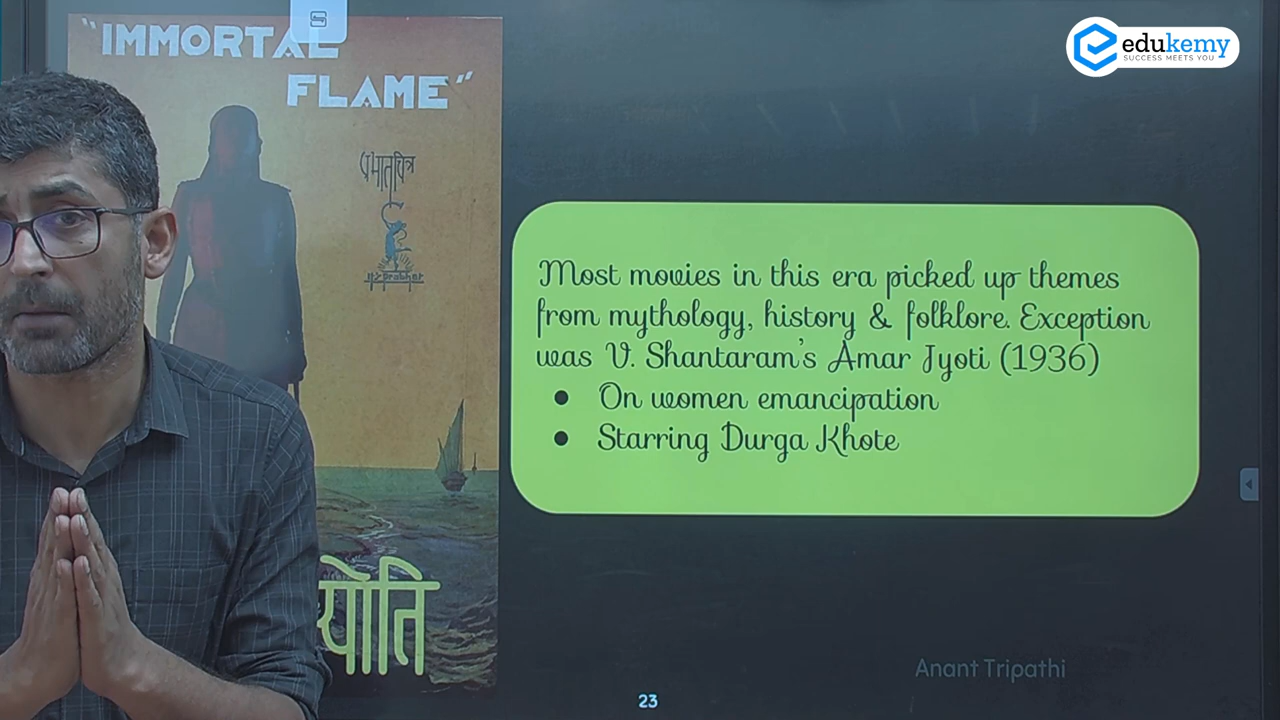 "IMMORTAL
FLAME"
प्रभातचित्र
prabhat
edukemy
SUCCESS MEETS YOU
Most movies in this era picked up themes
from mythology, history & folklore. Exception
was V. Shantaram's Amar Jyoti (1936)
● On women emancipation
● Starring Durga Khote
ज्योति
Anant Tripathi
23